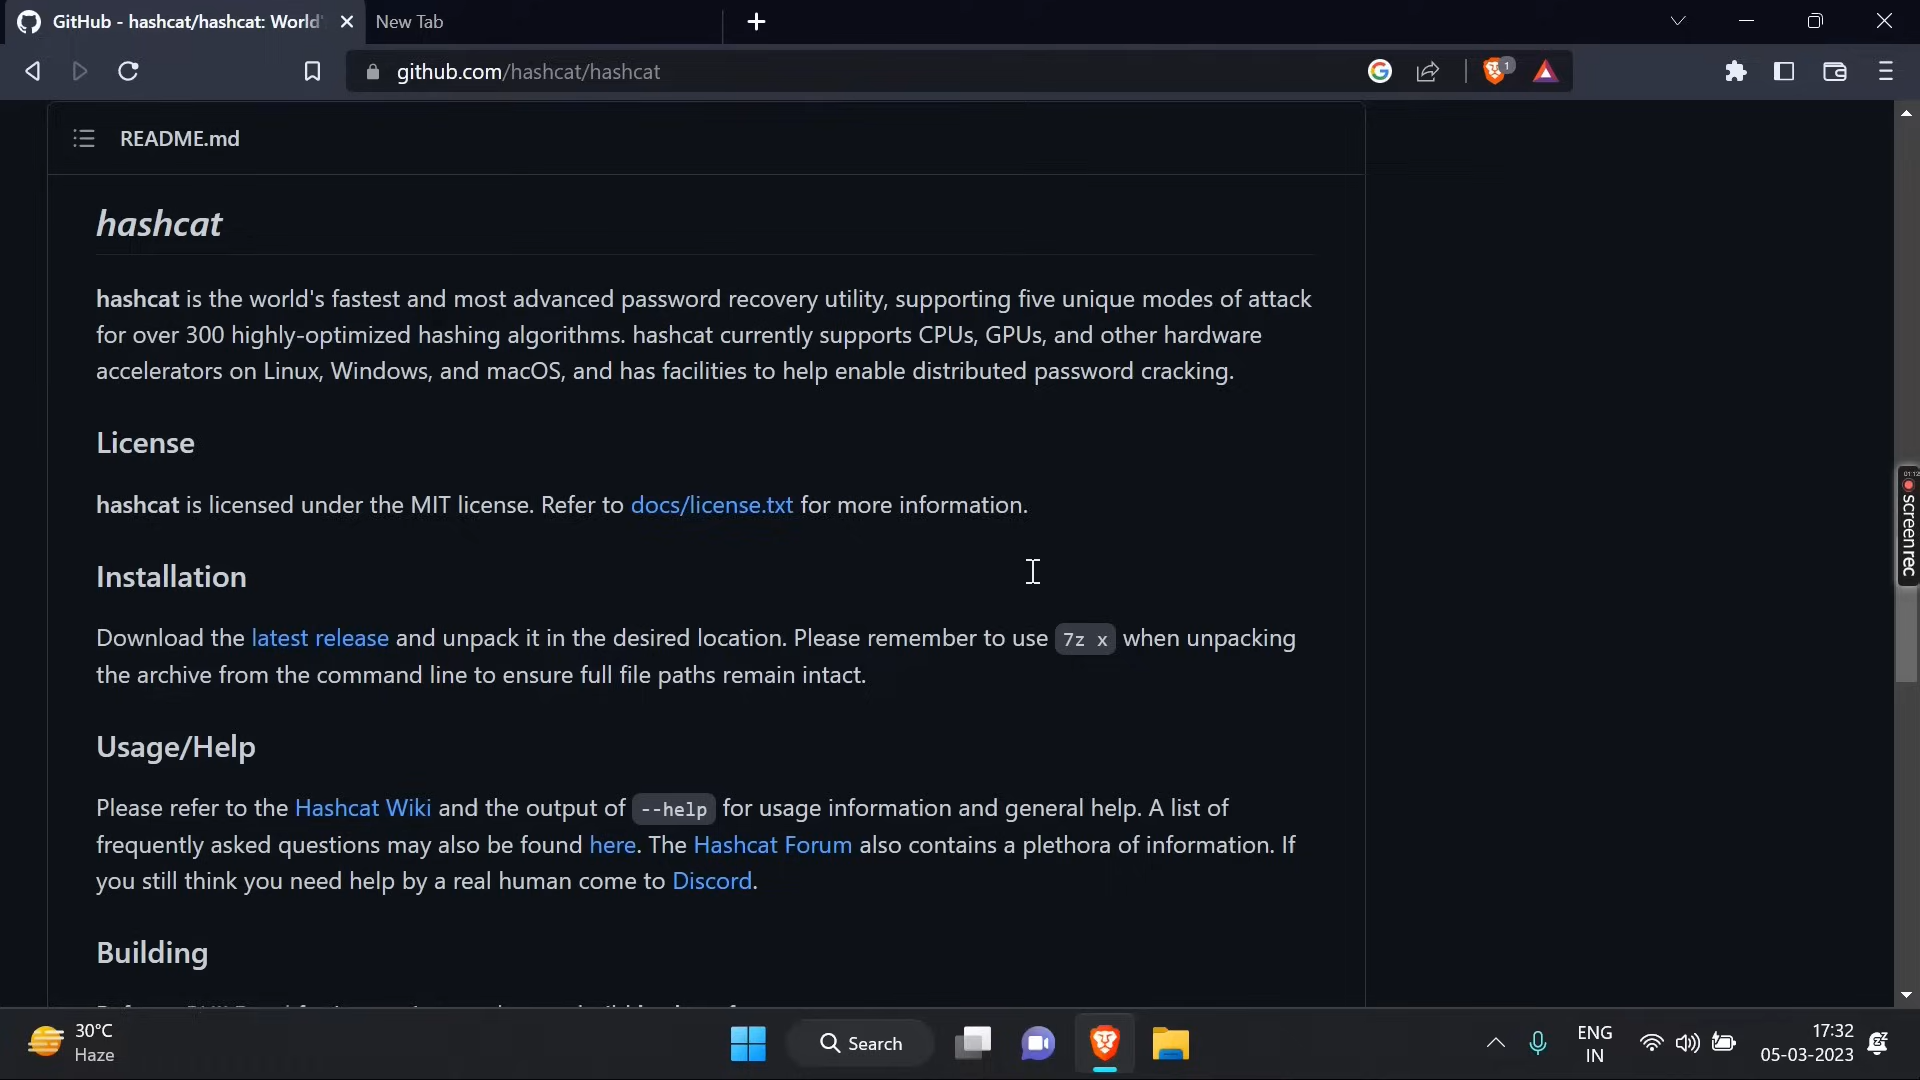 GitHub - hashcat/hashcat: World'
New Tab
github.com/hashcat/hashcat
1
README.md
hashcat
hashcat is the world's fastest and most advanced password recovery utility, supporting five unique modes of attack
for over 300 highly-optimized hashing algorithms. hashcat currently supports CPUs, GPUs, and other hardware
accelerators on Linux, Windows, and macOS, and has facilities to help enable distributed password cracking.
License
hashcat is licensed under the MIT license. Refer to docs/license.txt for more information.
Installation
Download the latest release and unpack it in the desired location. Please remember to use 7z x when unpacking
the archive from the command line to ensure full file paths remain intact.
Usage/Help
Please refer to the Hashcat Wiki and the output of --help for usage information and general help. A list of
frequently asked questions may also be found here. The Hashcat Forum also contains a plethora of information. If
you still think you need help by a real human come to Discord.
Building
screenrec
30°C
Haze
Search
ENG
IN
17:32
05-03-2023